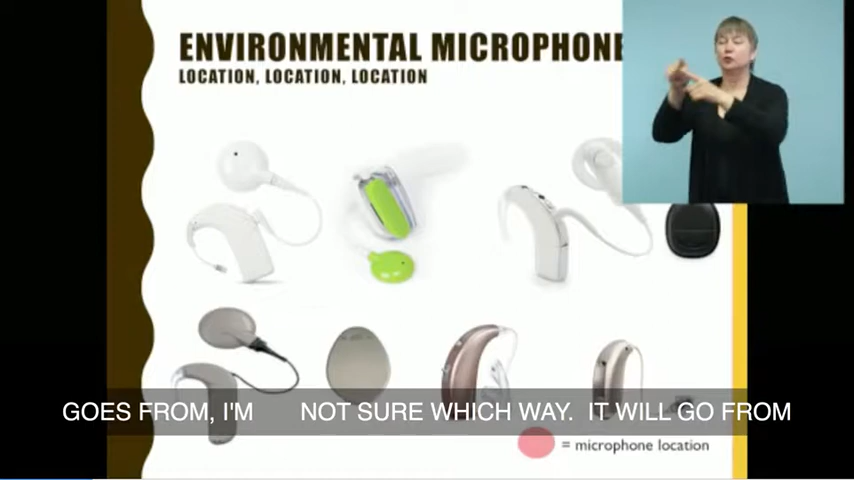 ENVIRONMENTAL MICROPHONE
LOCATION, LOCATION, LOCATION
GOES FROM, I'M NOT SURE WHICH WAY. IT WILL GO FROM
= microphone location